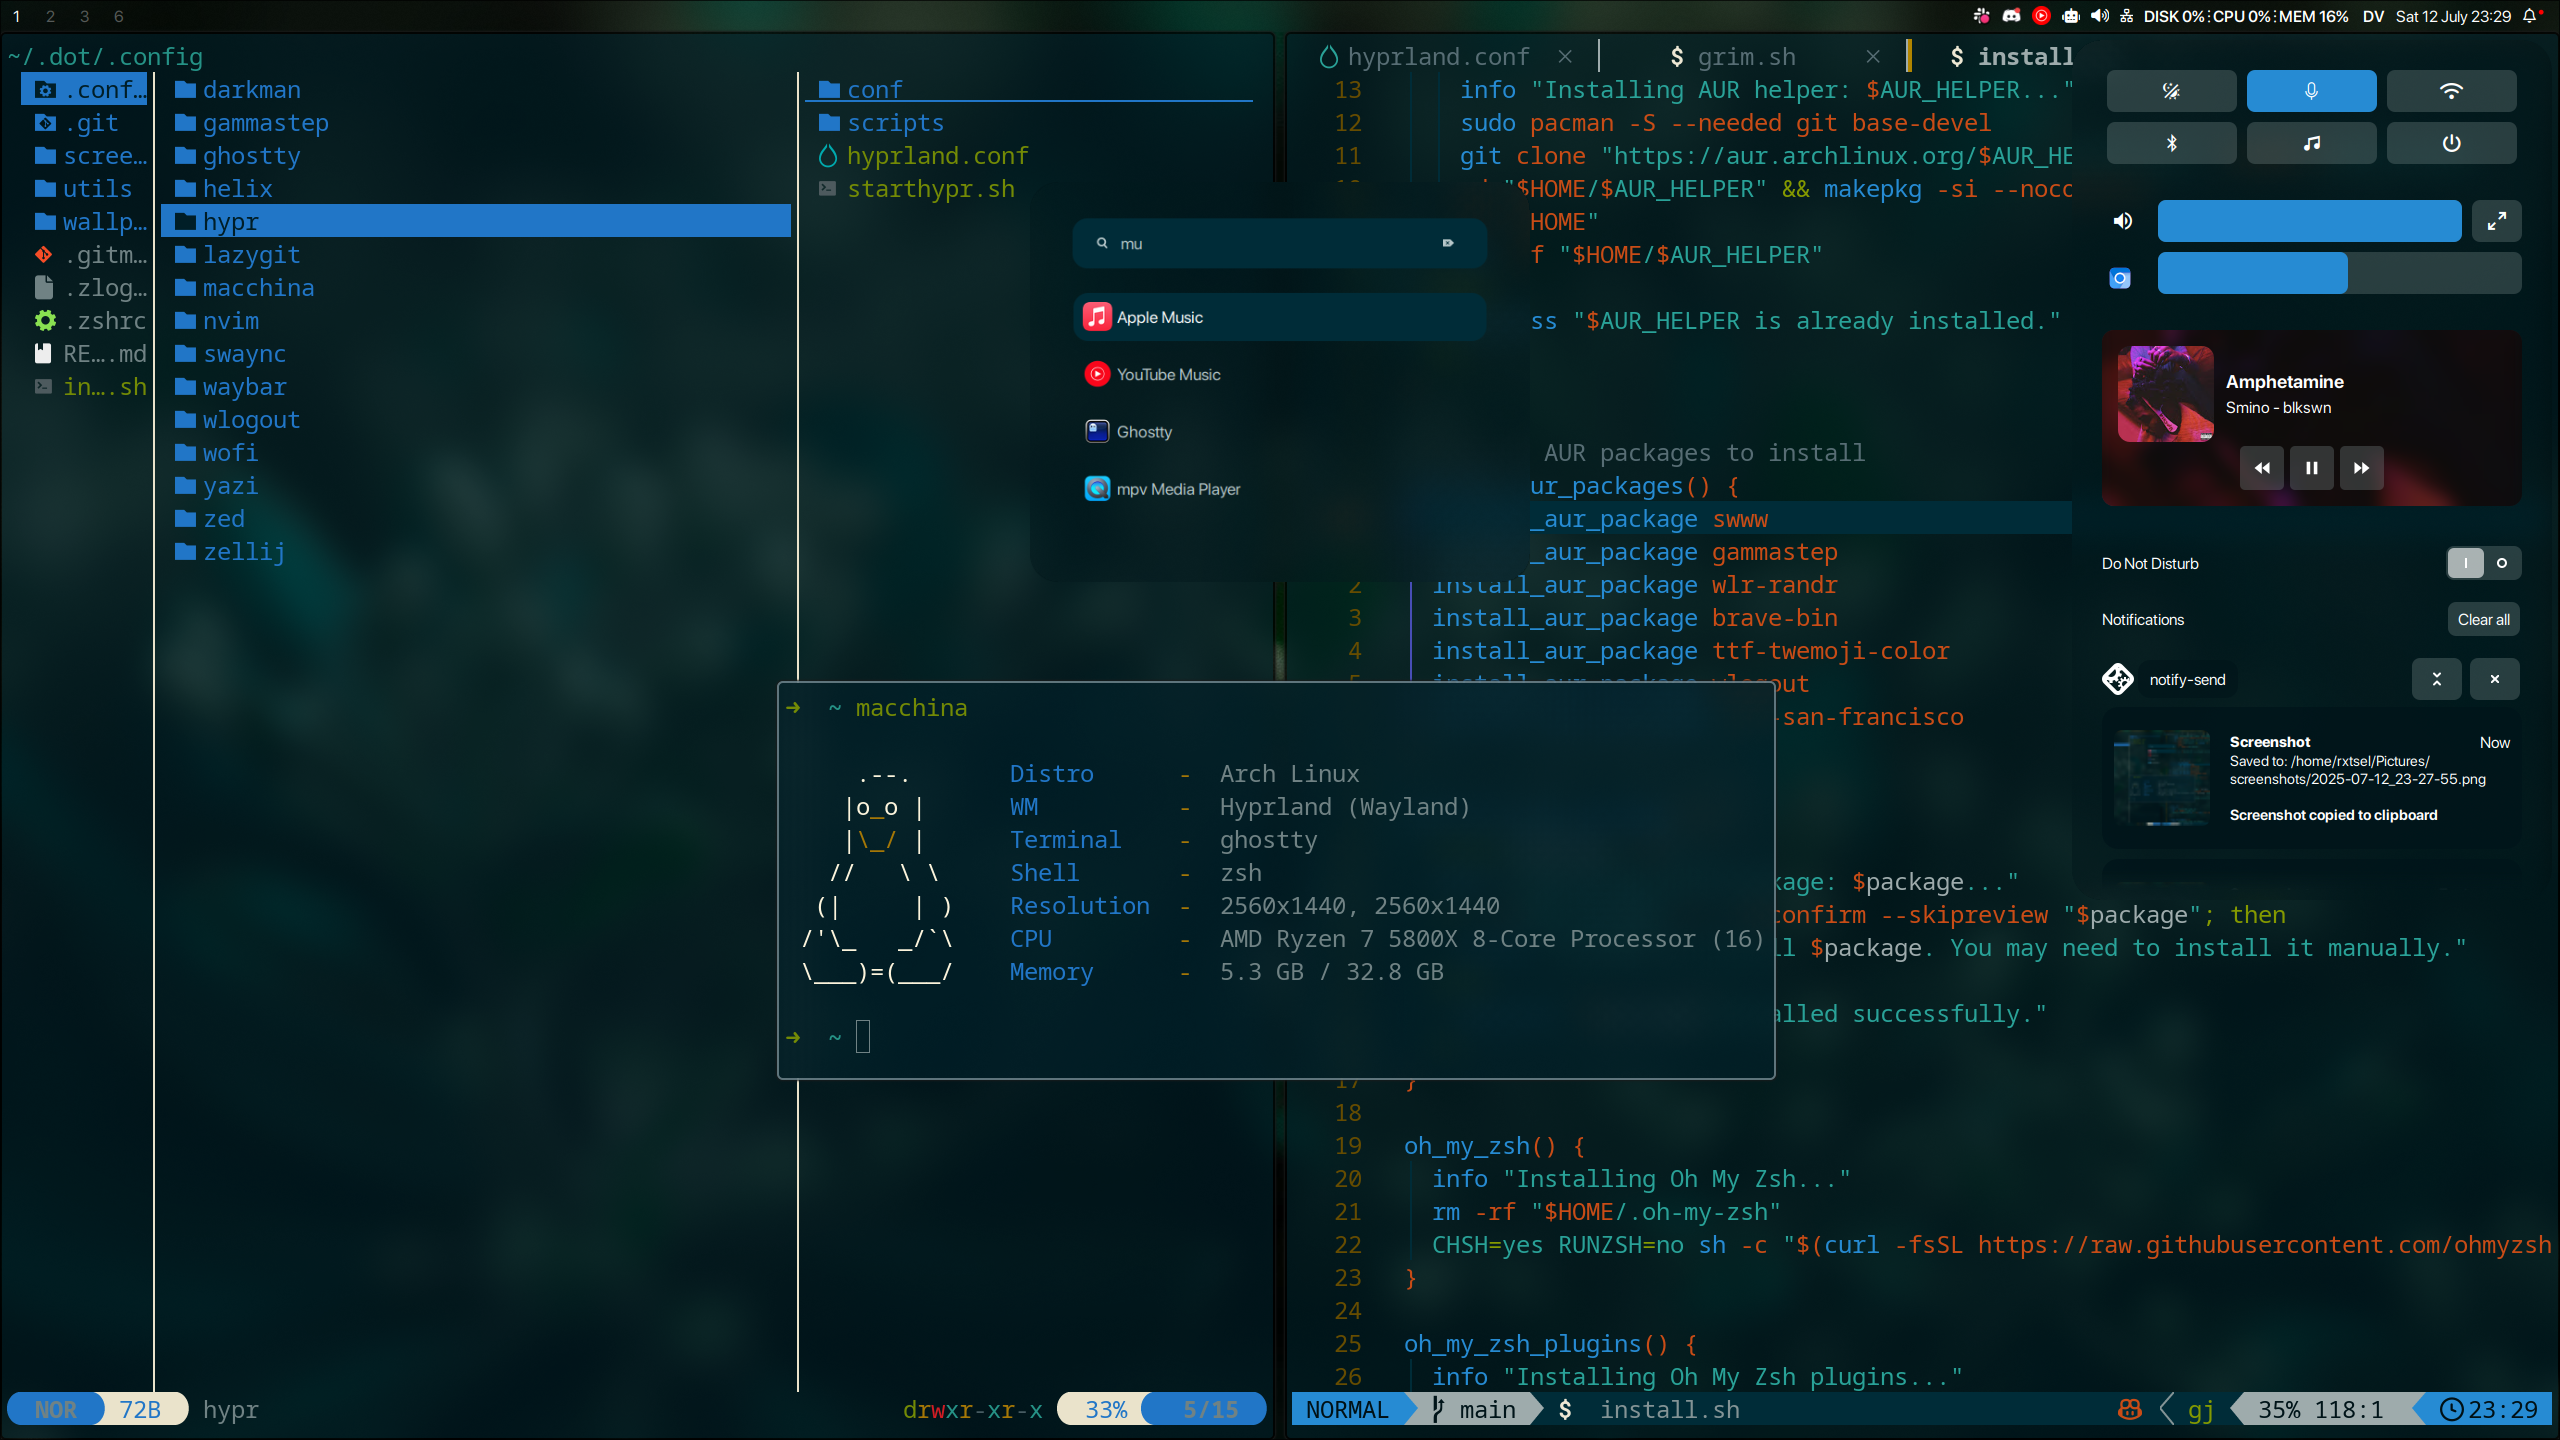 1 2 3 6
DISK 0% CPU 0% MEM 16% DV Sat 12 July 23:29
~/.dot/.config
.conf…
.git
scree…
utils
wallp…
.gitm…
.zlog…
.zshrc
RE….md
in….sh
darkman
gammastep
ghostty
helix
hypr
lazygit
macchina
nvim
swaync
waybar
wlogout
wofi
yazi
zed
zellij
conf
scripts
hyprland.conf
starthypr.sh
NOR 72B hypr
drwxr-xr-x 33% 5/15
mu
Apple Music
YouTube Music
Ghostty
mpv Media Player
➜ ~ macchina
.--.
|o_o |
|\_/ |
// \ \
(| | )
/'\_ _/`\
\___)=(___/
Distro - Arch Linux
WM - Hyprland (Wayland)
Terminal - ghostty
Shell - zsh
Resolution - 2560x1440, 2560x1440
CPU - AMD Ryzen 7 5800X 8-Core Processor (16)
Memory - 5.3 GB / 32.8 GB
➜ ~
hyprland.conf × $ grim.sh × $ install
13 info "Installing AUR helper: $AUR_HELPER..."
12 sudo pacman -S --needed git base-devel
11 git clone "https://aur.archlinux.org/$AUR_HE
"$HOME/$AUR_HELPER" && makepkg -si --nocc
HOME"
f "$HOME/$AUR_HELPER"
ss "$AUR_HELPER is already installed."
AUR packages to install
ur_packages() {
_aur_package swww
_aur_package gammastep
2 install_aur_package wlr-randr
3 install_aur_package brave-bin
4 install_aur_package ttf-twemoji-color
5 install_aur_package wlogout
-san-francisco
kage: $package..."
confirm --skipreview "$package"; then
ll $package. You may need to install it manually."
alled successfully."
17 }
18
19 oh_my_zsh() {
20 info "Installing Oh My Zsh..."
21 rm -rf "$HOME/.oh-my-zsh"
22 CHSH=yes RUNZSH=no sh -c "$(curl -fsSL https://raw.githubusercontent.com/ohmyzsh
23 }
24
25 oh_my_zsh_plugins() {
26 info "Installing Oh My Zsh plugins..."
NORMAL main $ install.sh
gj 35% 118:1 23:29
Amphetamine
Smino - blkswn
Do Not Disturb
Notifications Clear all
notify-send
Screenshot Now
Saved to: /home/rxtsel/Pictures/
screenshots/2025-07-12_23-27-55.png
Screenshot copied to clipboard